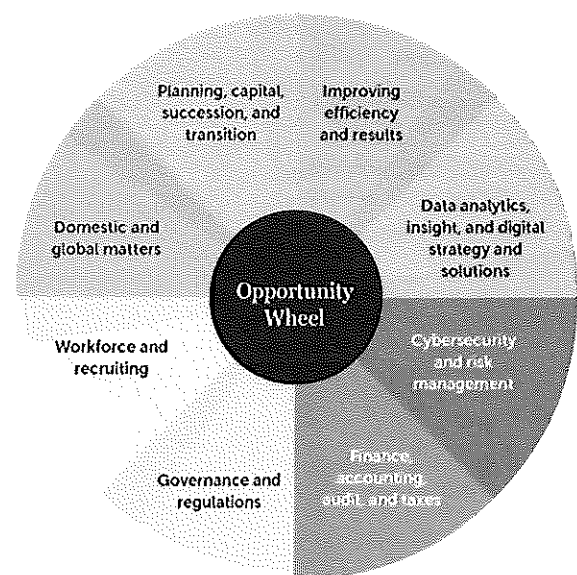 Planning, capital,
succession, and
transition
Improving
efficiency
and results
Data analytics,
insight, and digital
strategy and
solutions
Domestic and
global matters
Opportunity
Wheel
Cybersecurity
and risk
management
Workforce and
recruiting
Finance,
accounting,
audit, and taxes
Governance and
regulations